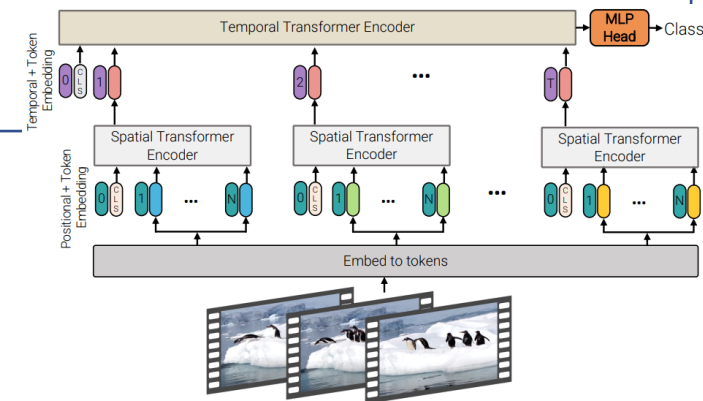 Temporal Transformer Encoder
MLP
Head
Class
Temporal + Token
Embedding
0 CLS 1 2 ... T
Spatial Transformer
Encoder
Spatial Transformer
Encoder
Spatial Transformer
Encoder
Positional + Token
Embedding
0 CLS 1 ... N 0 CLS 1 ... N ... 0 CLS 1 ... N
Embed to tokens